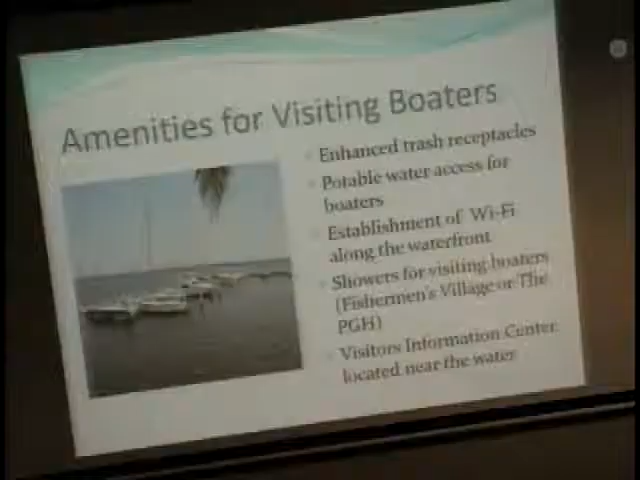 Amenities for Visiting Boaters
Enhanced trash receptacles
Potable water access for
boaters
Establishment of Wi-Fi
along the waterfront
Showers for visiting boaters
(Fishermen's Village or The
PGH)
Visitors Information Center
located near the water